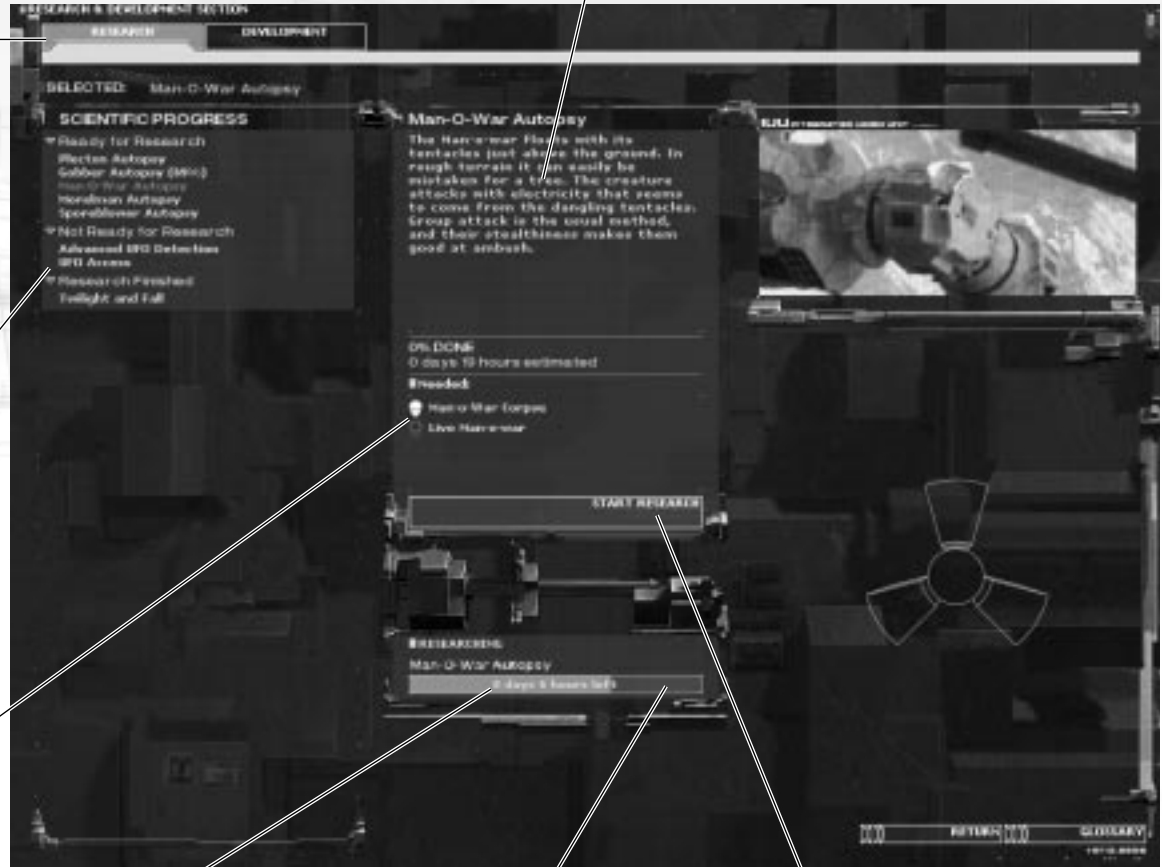 RESEARCH & DEVELOPMENT SECTION
RESEARCH DEVELOPMENT
SELECTED: Man-O-War Autopsy
SCIENTIFIC PROGRESS
Ready for Research
Gabber Autopsy
Man-O-War Autopsy
Moralman Autopsy
Sporeblower Autopsy
Not Ready for Research
Advanced UFO Detection
UFO Access
Research Finished
Twilight and Fall
Man-O-War Autopsy
The Man-o-war floats with its
tentacles just above the ground. In
rough terrain it can easily be
mistaken for a tree. The creature
attacks with electricity that seems
to come from the dangling tentacles.
Group attack is the usual method,
and their stealthiness makes them
good at ambush.
0% DONE
0 days 19 hours estimated
Needed:
Man-o-War Corpse
Live Man-o-war
START RESEARCH
RESEARCHING:
Man-O-War Autopsy
days hours left
RETURN GLOSSARY